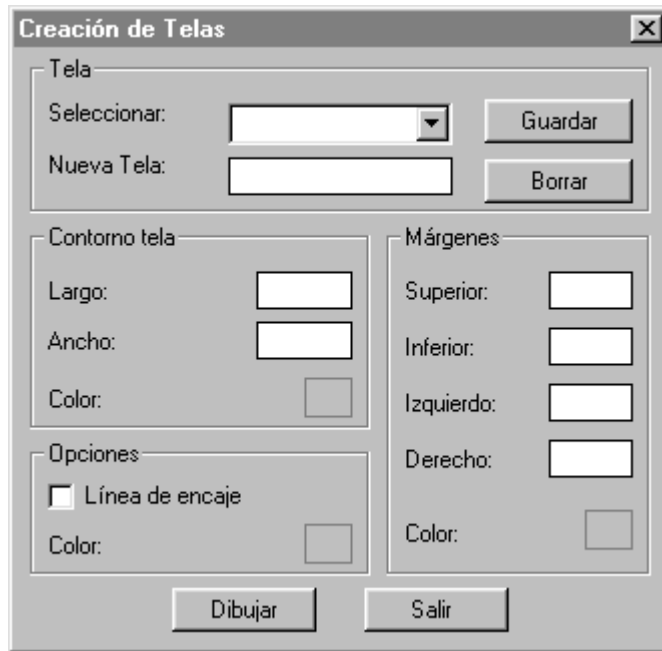 Creación de Telas
Tela
Seleccionar:
Guardar
Nueva Tela:
Borrar
Contorno tela
Largo:
Ancho:
Color:
Opciones
Línea de encaje
Color:
Márgenes
Superior:
Inferior:
Izquierdo:
Derecho:
Color:
Dibujar
Salir